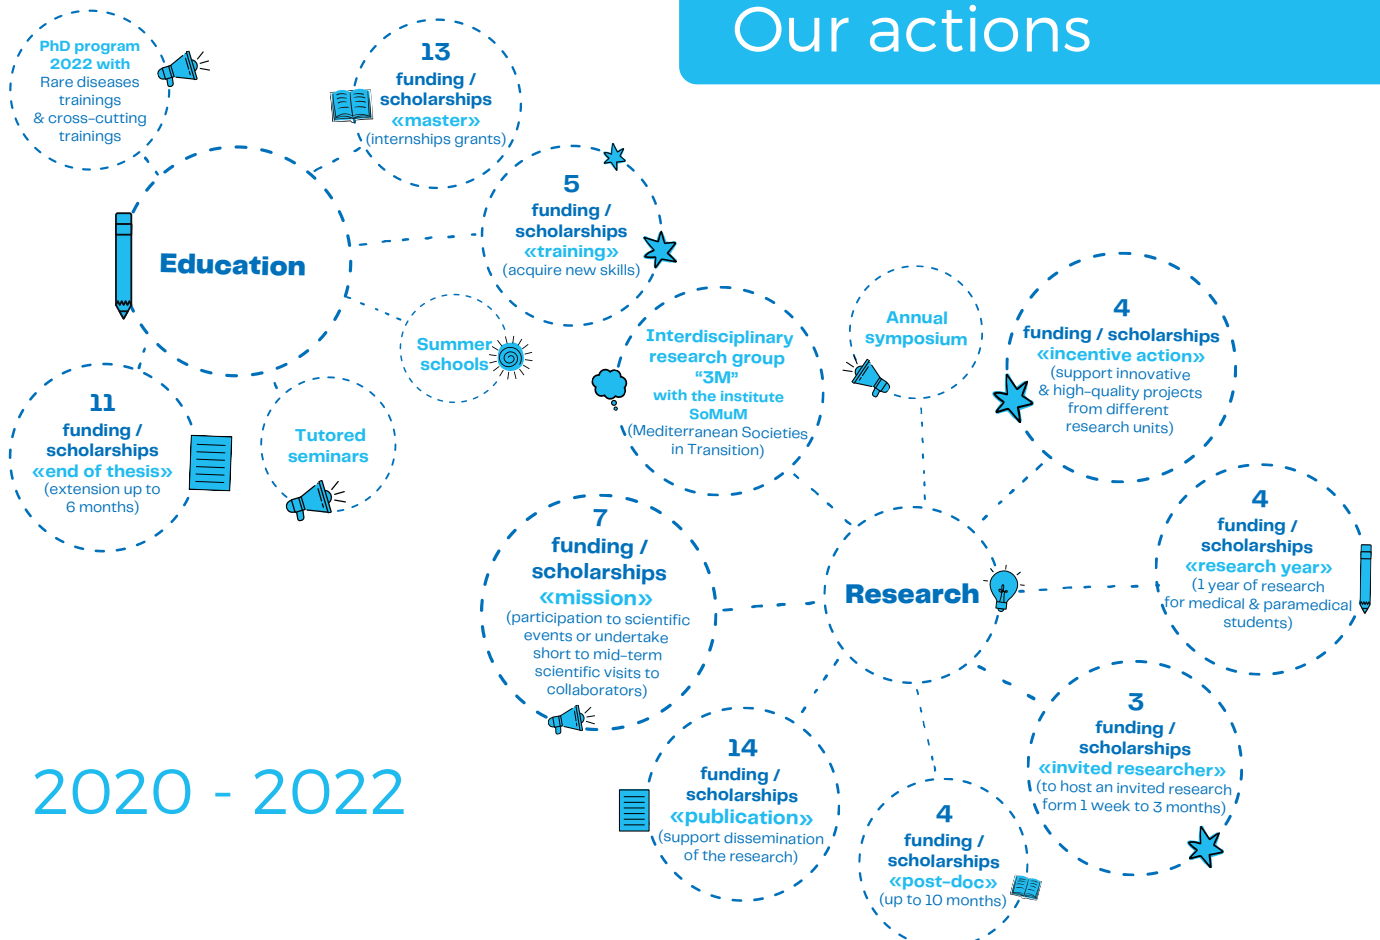 Our actions
PhD program
2022 with
Rare diseases
trainings
& cross-cutting
trainings
13
funding /
scholarships
«master»
(internships grants)
5
funding /
scholarships
«training»
(acquire new skills)
Education
Summer
schools
11
funding /
scholarships
«end of thesis»
(extension up to
6 months)
Tutored
seminars
Interdisciplinary
research group
“3M”
with the institute
SoMuM
(Mediterranean Societies
in Transition)
Annual
symposium
4
funding / scholarships
«incentive action»
(support innovative
& high-quality projects
from different
research units)
4
funding /
scholarships
«research year»
(1 year of research
for medical & paramedical
students)
Research
7
funding /
scholarships
«mission»
(participation to scientific
events or undertake
short to mid-term
scientific visits to
collaborators)
3
funding /
scholarships
«invited researcher»
(to host an invited research
form 1 week to 3 months)
14
funding /
scholarships
«publication»
(support dissemination
of the research)
4
funding /
scholarships
«post-doc»
(up to 10 months)
2020 - 2022